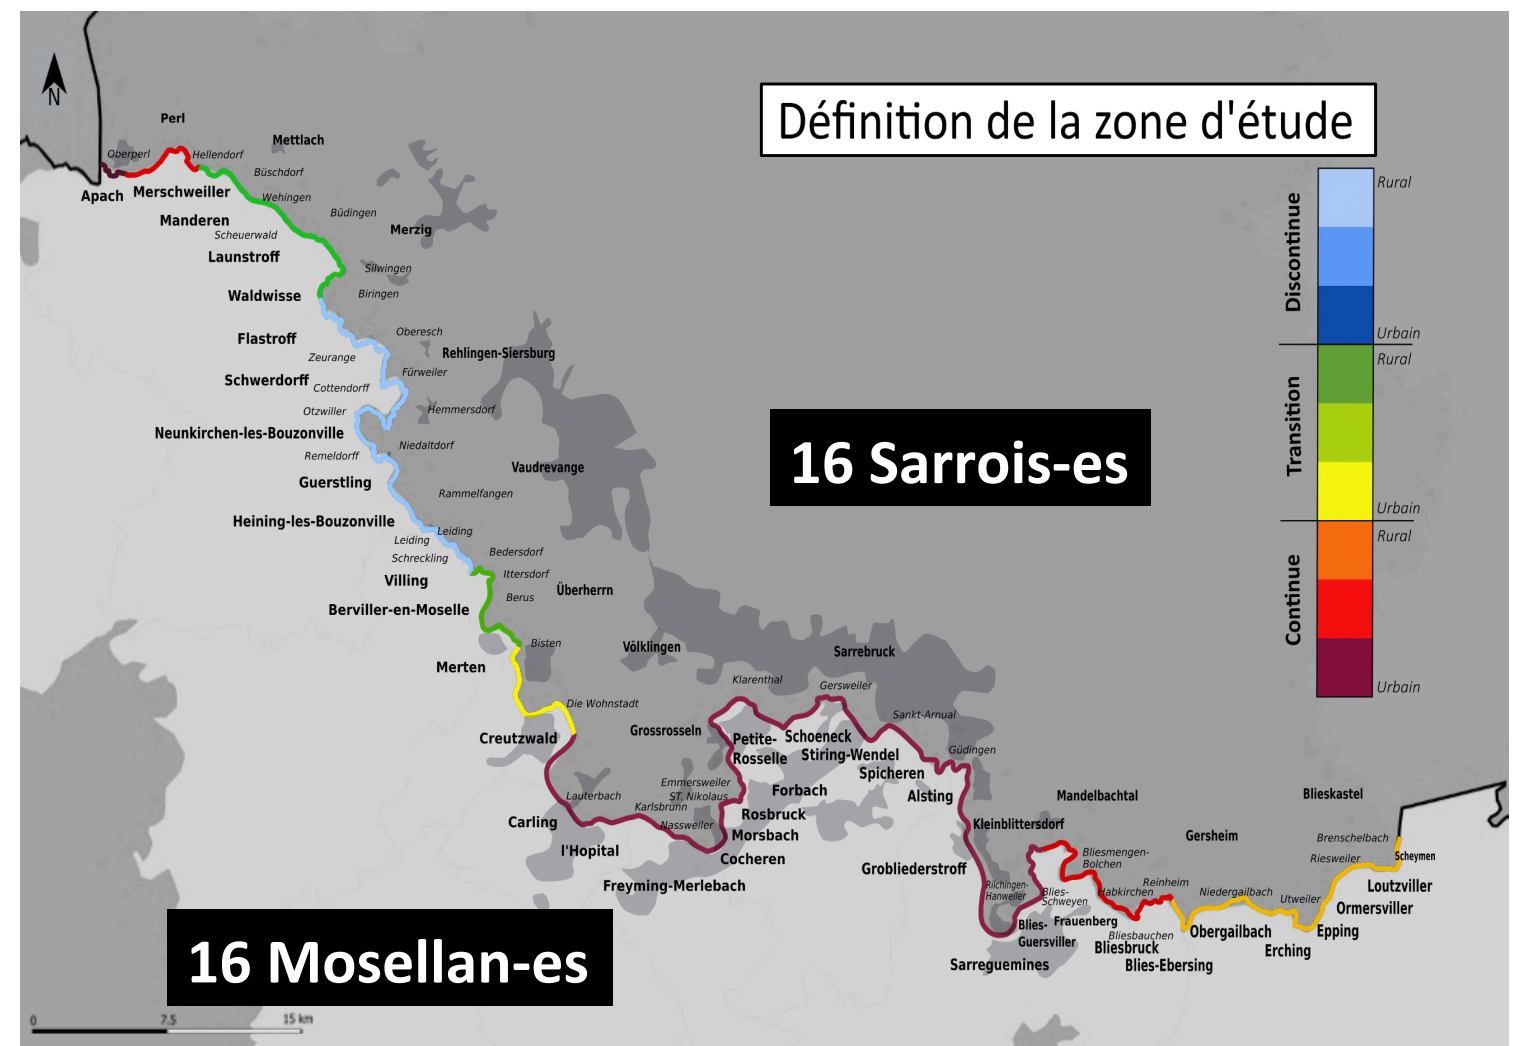 N
Définition de la zone d'étude
Perl
Mettlach
Oberperl
Hellendorf
Büschdorf
Apach
Merschweiller
Wehingen
Büdingen
Manderen
Merzig
Scheuerwald
Launstroff
Silwingen
Waldwisse
Biringen
Oberesch
Flastroff
Rehlingen-Siersburg
Zeurange
Fürweiler
Schwerdorff
Cottendorff
Otzwiller
Hemmersdorf
Neunkirchen-les-Bouzonville
Niedaltdorf
Remeldorff
Vaudrevange
Guerstling
Rammelfangen
Heining-les-Bouzonville
Leiding
Leiding
Schreckling
Bedersdorf
Villing
Ittersdorf
Überherrn
Berus
Berviller-en-Moselle
Bisten
Völklingen
Sarrebruck
Merten
Klarenthal
Gersweiler
Die Wohnstadt
Sankt-Arnual
Grossrosseln
Creutzwald
Petite-
Rosselle
Schoeneck
Stiring-Wendel
Güdingen
Spicheren
Emmersweiler
ST. Nikolaus
Forbach
Alsting
Lauterbach
Karlsbrunn
Rosbruck
Carling
Nassweiler
Morsbach
Kleinblittersdorf
l'Hopital
Cocheren
Freyming-Merlebach
Grobliederstroff
Mandelbachtal
Blieskastel
Gersheim
Brenschelbach
Bliesmengen-
Bolchen
Riesweiler
Scheymen
Rilchingen-
Hanweiler
Blies-
Schweyen
Habkirchen
Reinheim
Niedergailbach
Utweiler
Loutzviller
Ormersviller
Blies-
Guersviller
Frauenberg
Bliesbauchen
Bliesbruck
Obergailbach
Epping
Erching
Sarreguemines
Blies-Ebersing
16 Sarrois-es
16 Mosellan-es
Discontinue
Rural
Urbain
Transition
Rural
Urbain
Continue
Rural
Urbain
0 7.5 15 km